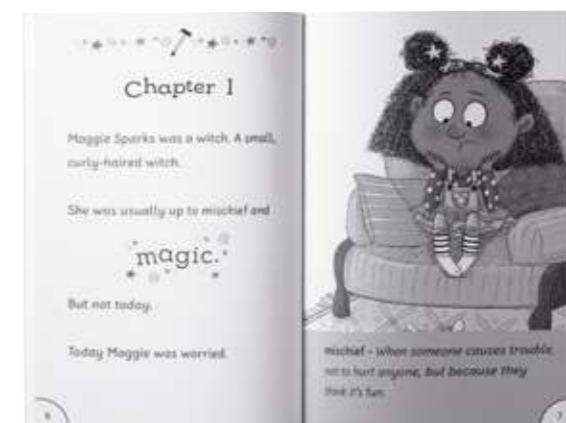 Chapter 1
Maggie Sparks was a witch. A small,
curly-haired witch.
She was usually up to mischief and
magic.
But not today.
Today Maggie was worried.
6
mischief – when someone causes trouble,
not to hurt anyone, but because they
think it's fun.
7